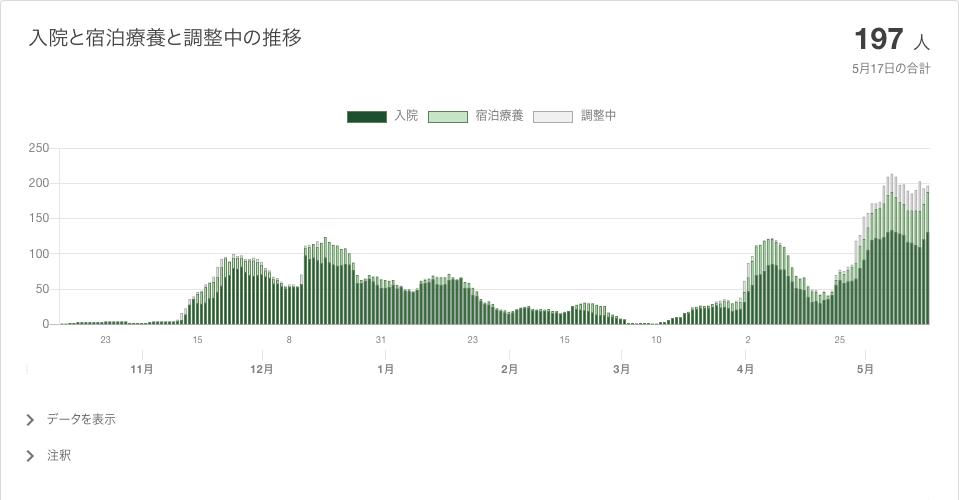 入院と宿泊療養と調整中の推移
197 人
5月17日の合計
入院 宿泊療養 調整中
250
200
150
100
50
0
23 15 8 31 23 15 10 2 25
11月 12月 1月 2月 3月 4月 5月
データを表示
注釈